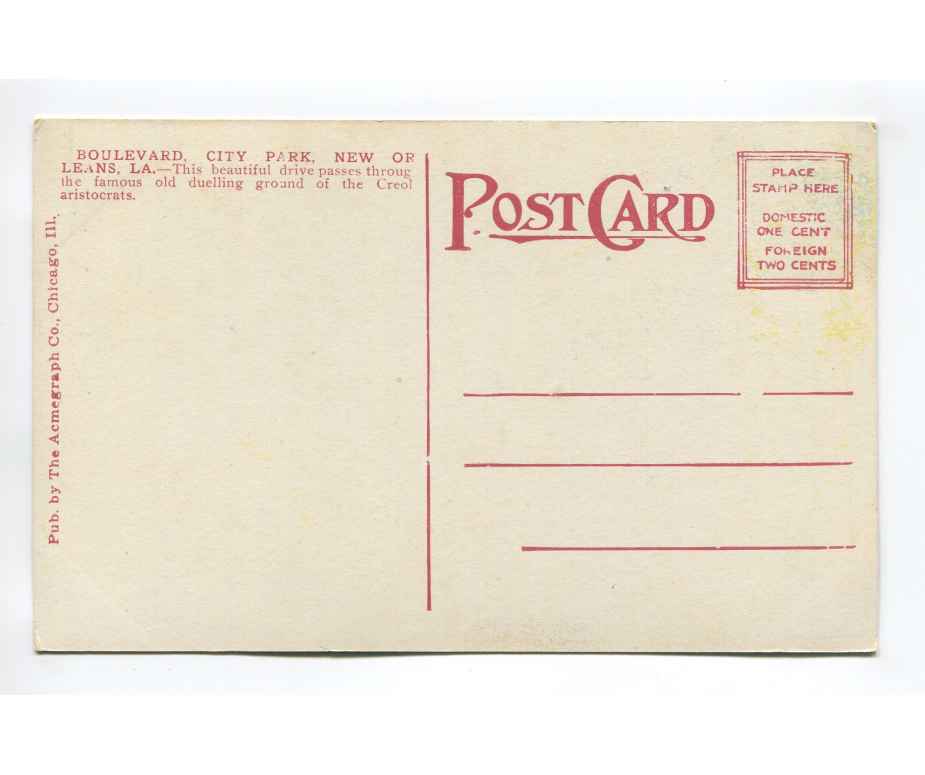 BOULEVARD, CITY PARK, NEW OR
LEANS, LA.—This beautiful drive passes throug
the famous old duelling ground of the Creol
aristocrats.
Pub. by The Acmegraph Co., Chicago, Ill.
POST CARD
PLACE
STAMP HERE
DOMESTIC
ONE CENT
FOREIGN
TWO CENTS